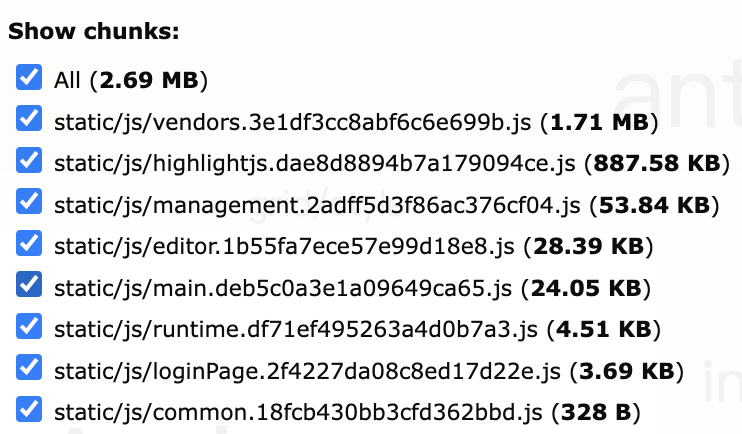 Show chunks:
All (2.69 MB)
static/js/vendors.3e1df3cc8abf6c6e699b.js (1.71 MB)
static/js/highlightjs.dae8d8894b7a179094ce.js (887.58 KB)
static/js/management.2adff5d3f86ac376cf04.js (53.84 KB)
static/js/editor.1b55fa7ece57e99d18e8.js (28.39 KB)
static/js/main.deb5c0a3e1a09649ca65.js (24.05 KB)
static/js/runtime.df71ef495263a4d0b7a3.js (4.51 KB)
static/js/loginPage.2f4227da08c8ed17d22e.js (3.69 KB)
static/js/common.18fcb430bb3cfd362bbd.js (328 B)